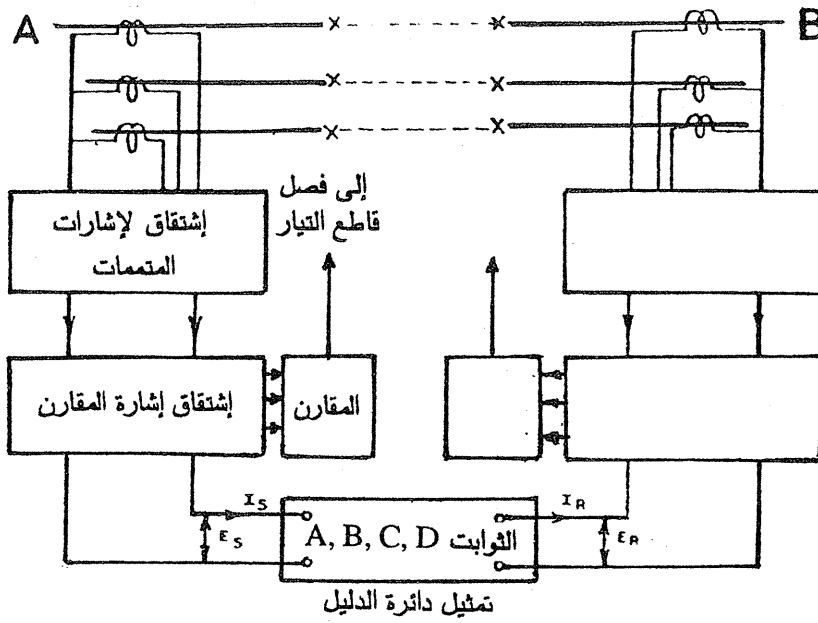 A
B
إلى فصل
قاطع التيار
إشتقاق لإشارات
المتممات
إشتقاق إشارة المقارن
المقارن
I_S
E_S
الثوابت A, B, C, D
I_R
E_R
تمثيل دائرة الدليل